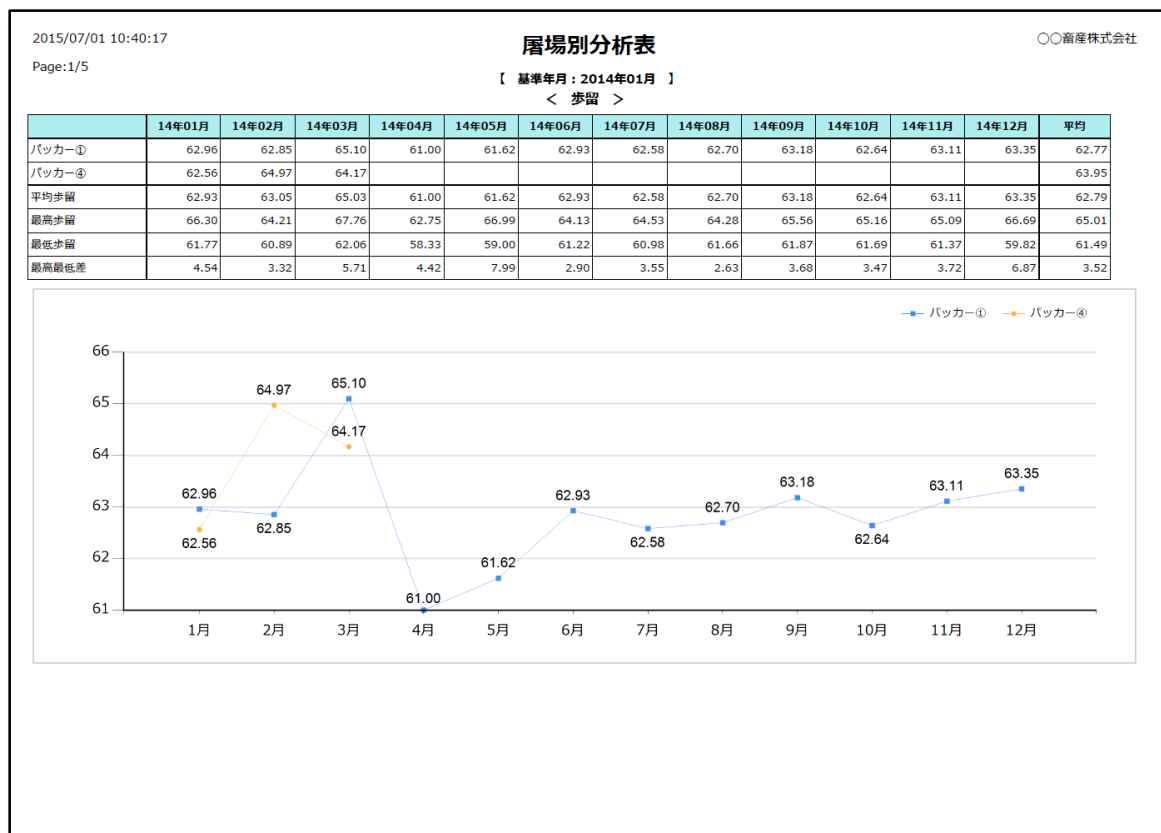 2015/07/01 10:40:17
屠場別分析表
○○畜産株式会社
Page:1/5
【 基準年月：2014年01月 】
＜ 歩留 ＞
14年01月 14年02月 14年03月 14年04月 14年05月 14年06月 14年07月 14年08月 14年09月 14年10月 14年11月 14年12月 平均
パッカー① 62.96 62.85 65.10 61.00 61.62 62.93 62.58 62.70 63.18 62.64 63.11 63.35 62.77
パッカー④ 62.56 64.97 64.17 63.95
平均歩留 62.93 63.05 65.03 61.00 61.62 62.93 62.58 62.70 63.18 62.64 63.11 63.35 62.79
最高歩留 66.30 64.21 67.76 62.75 66.99 64.13 64.53 64.28 65.56 65.16 65.09 66.69 65.01
最低歩留 61.77 60.89 62.06 58.33 59.00 61.22 60.98 61.66 61.87 61.69 61.37 59.82 61.49
最高最低差 4.54 3.32 5.71 4.42 7.99 2.90 3.55 2.63 3.68 3.47 3.72 6.87 3.52
パッカー① パッカー④
66
65
64
63
62
61
62.96
62.56
64.97
62.85
65.10
64.17
61.00
61.62
62.93
62.58
62.70
63.18
62.64
63.11
63.35
1月 2月 3月 4月 5月 6月 7月 8月 9月 10月 11月 12月